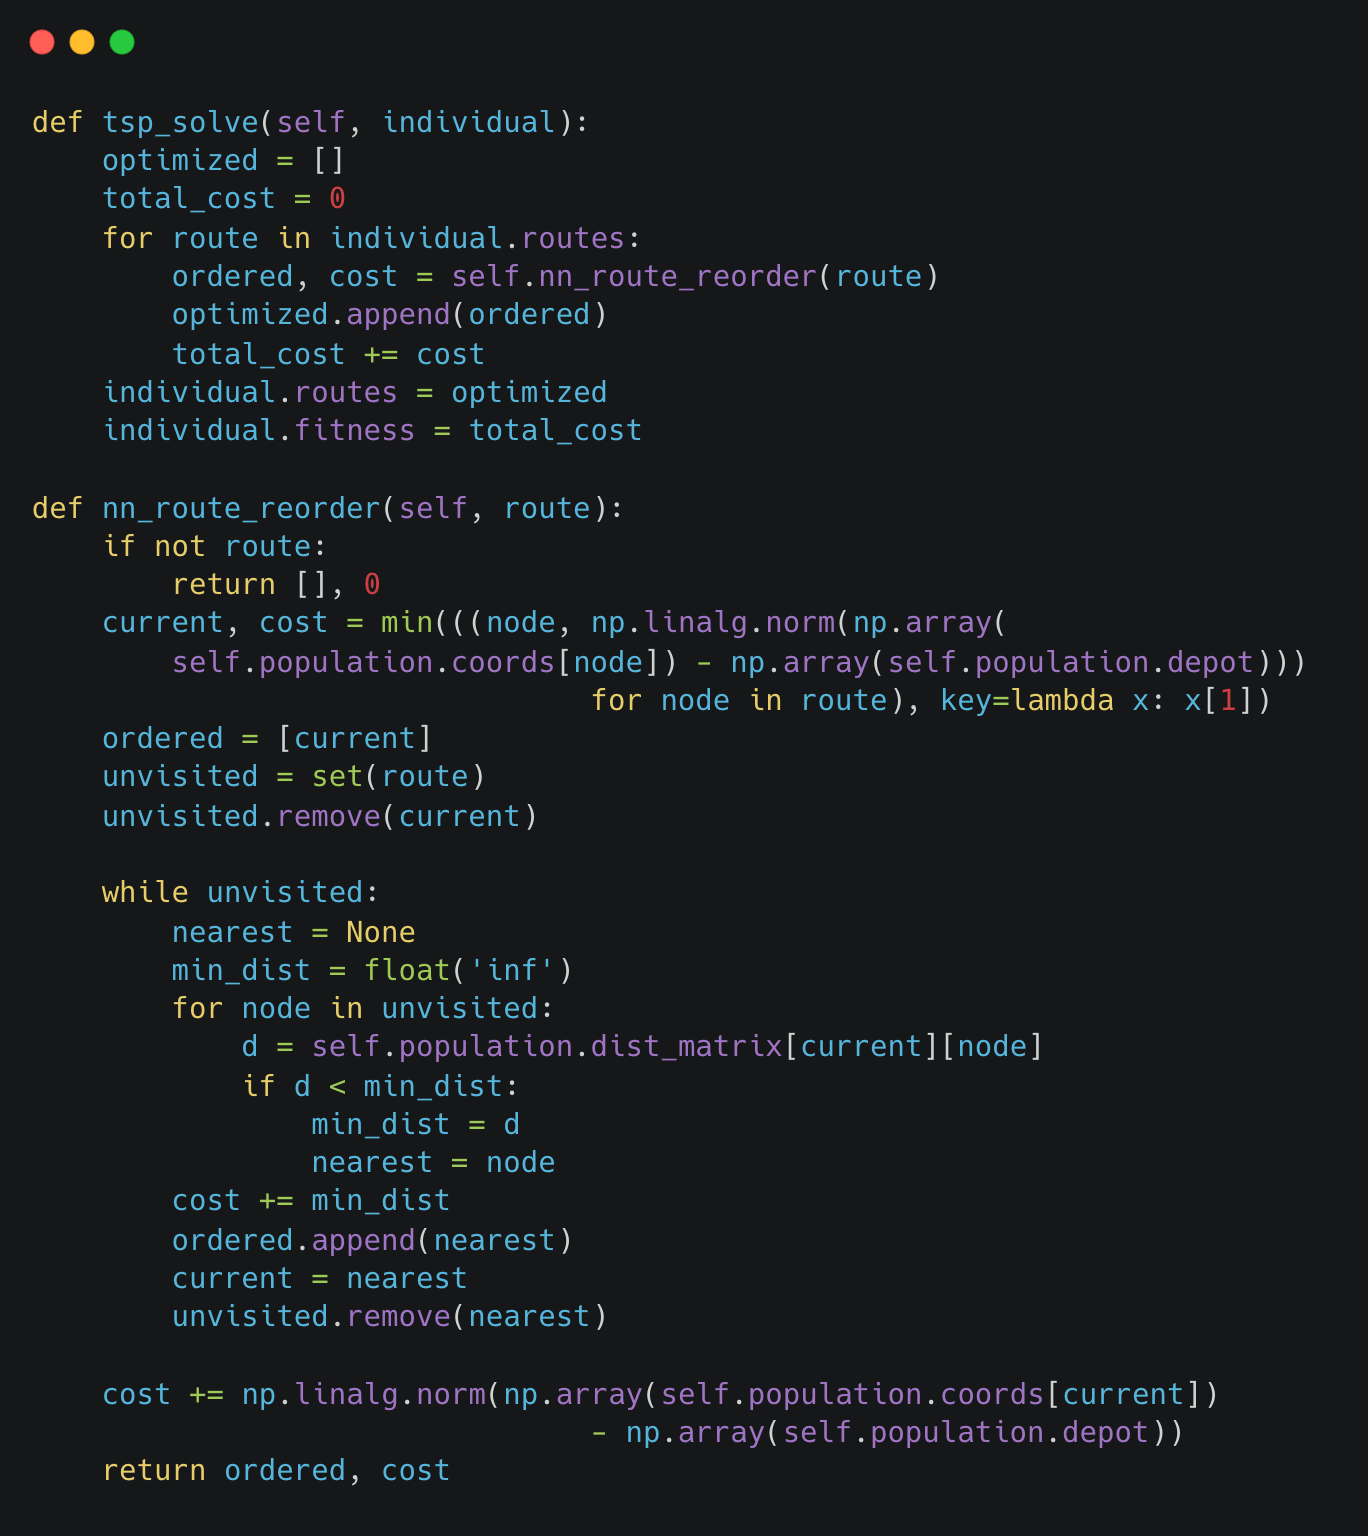 def tsp_solve(self, individual):
    optimized = []
    total_cost = 0
    for route in individual.routes:
        ordered, cost = self.nn_route_reorder(route)
        optimized.append(ordered)
        total_cost += cost
    individual.routes = optimized
    individual.fitness = total_cost

def nn_route_reorder(self, route):
    if not route:
        return [], 0
    current, cost = min(((node, np.linalg.norm(np.array(
        self.population.coords[node]) - np.array(self.population.depot)))
                                for node in route), key=lambda x: x[1])
    ordered = [current]
    unvisited = set(route)
    unvisited.remove(current)

    while unvisited:
        nearest = None
        min_dist = float('inf')
        for node in unvisited:
            d = self.population.dist_matrix[current][node]
            if d < min_dist:
                min_dist = d
                nearest = node
        cost += min_dist
        ordered.append(nearest)
        current = nearest
        unvisited.remove(nearest)

    cost += np.linalg.norm(np.array(self.population.coords[current])
                                - np.array(self.population.depot))
    return ordered, cost